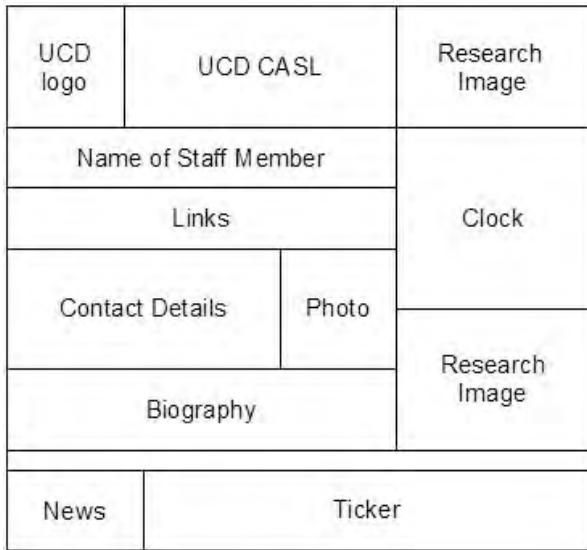 UCD
logo
UCD CASL
Research
Image
Name of Staff Member
Links
Clock
Contact Details
Photo
Research
Image
Biography
News
Ticker